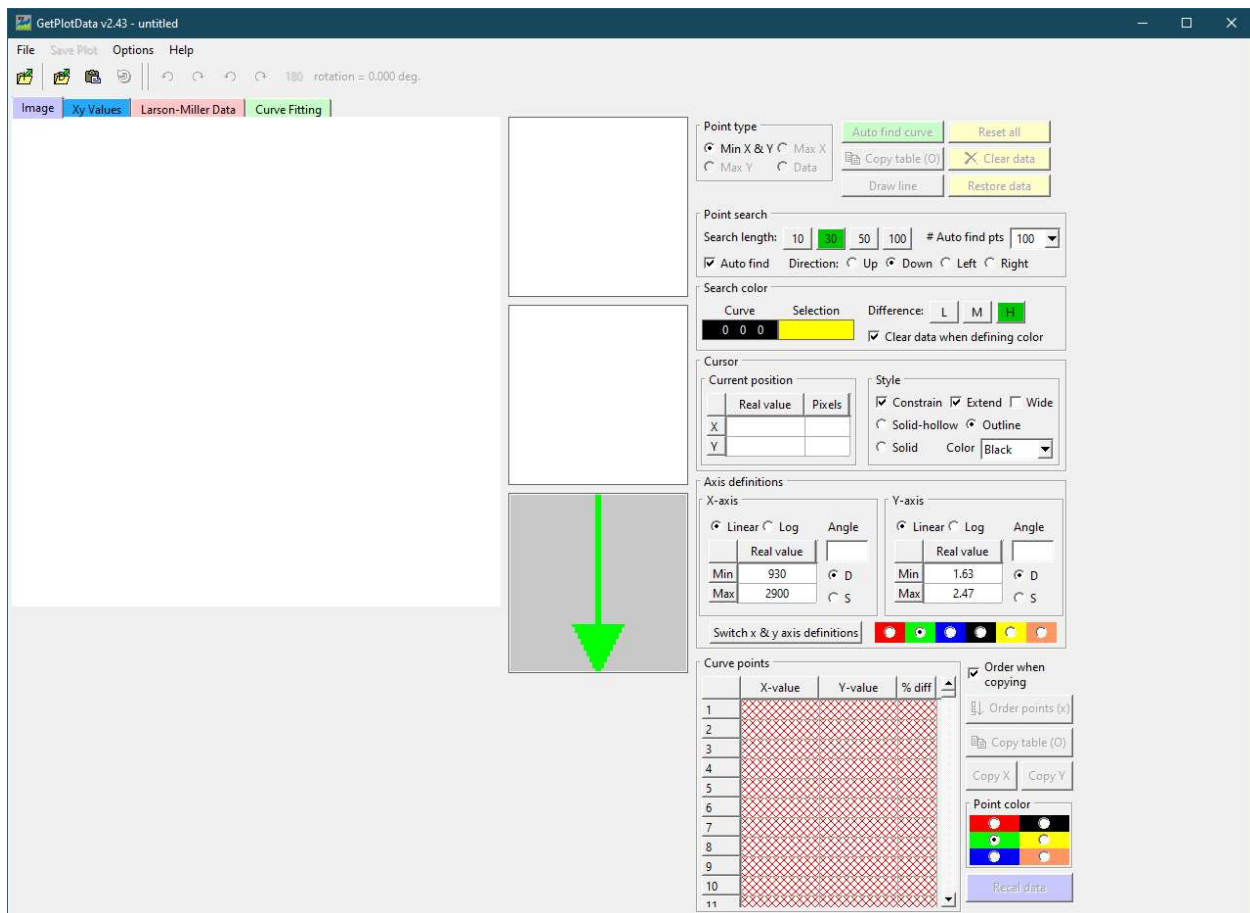 GetPlotData v2.43 - untitled
File Save Plot Options Help
180 rotation = 0.000 deg.
Image Xy Values Larson-Miller Data Curve Fitting
Point type
Min X & Y Max X
Max Y Data
Auto find curve Reset all
Copy table (O) Clear data
Draw line Restore data
Point search
Search length: 10 30 50 100 # Auto find pts 100
Auto find Direction: Up Down Left Right
Search color
Curve Selection Difference: L M H
0 0 0
Clear data when defining color
Cursor
Current position
Real value Pixels
X
Y
Style
Constrain Extend Wide
Solid-hollow Outline
Solid Color Black
Axis definitions
X-axis
Linear Log Angle
Real value
Min 930 D
Max 2900 S
Y-axis
Linear Log Angle
Real value
Min 1.63 D
Max 2.47 S
Switch x & y axis definitions
Curve points
X-value Y-value % diff
1
2
3
4
5
6
7
8
9
10
11
Order when
copying
Order points (x)
Copy table (O)
Copy X Copy Y
Point color
Recal data